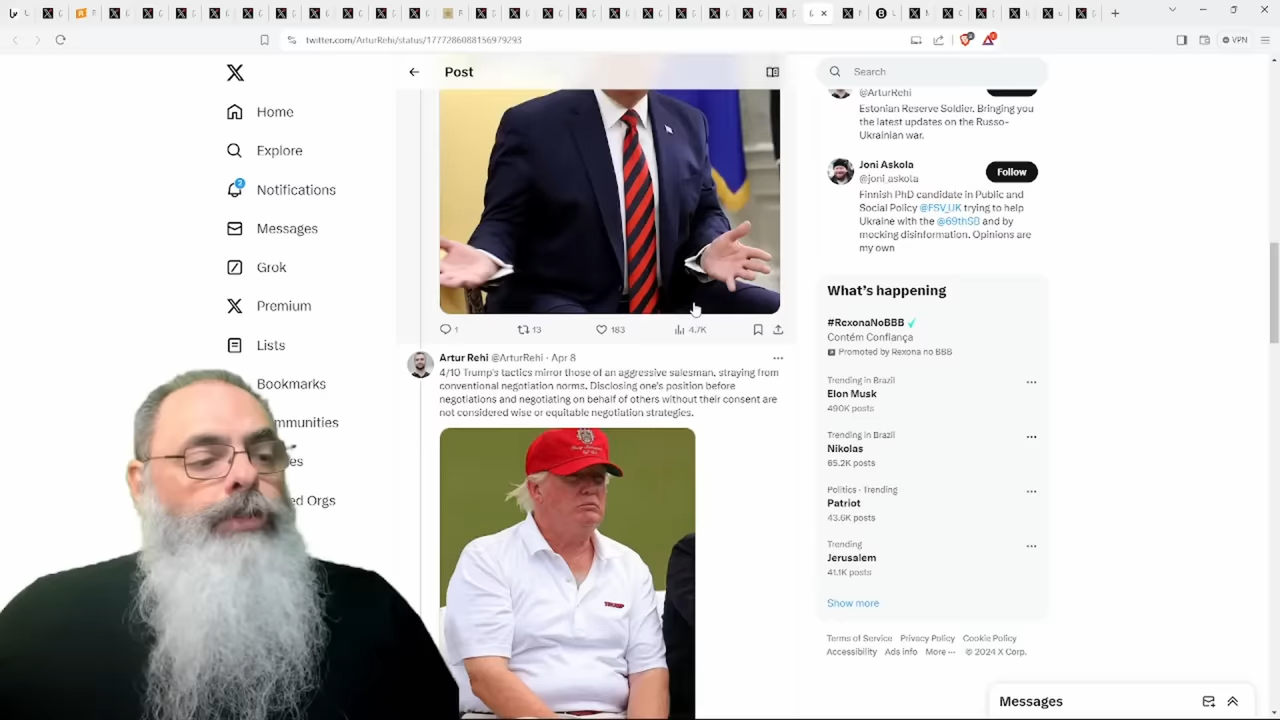 twitter.com/ArturRehi/status/1777286088156979293
VPN
Post
Search
Home
Explore
2
Notifications
Messages
Grok
Premium
Lists
Bookmarks
mmunities
es
ed Orgs
1
13
183
4.7K
Artur Rehi @ArturRehi · Apr 8
4/10 Trump's tactics mirror those of an aggressive salesman, straying from
conventional negotiation norms. Disclosing one's position before
negotiations and negotiating on behalf of others without their consent are
not considered wise or equitable negotiation strategies.
TRUMP
@ArturRehi
Estonian Reserve Soldier. Bringing you
the latest updates on the Russo-
Ukrainian war.
Joni Askola
@joni_askola
Follow
Finnish PhD candidate in Public and
Social Policy @FSV_UK trying to help
Ukraine with the @69thSB and by
mocking disinformation. Opinions are
my own
What's happening
#RexonaNoBBB
Contém Confiança
Promoted by Rexona no BBB
Trending in Brazil
Elon Musk
490K posts
Trending in Brazil
Nikolas
65.2K posts
Politics · Trending
Patriot
43.6K posts
Trending
Jerusalem
41.1K posts
Show more
Terms of Service Privacy Policy Cookie Policy
Accessibility Ads info More ··· © 2024 X Corp.
Messages